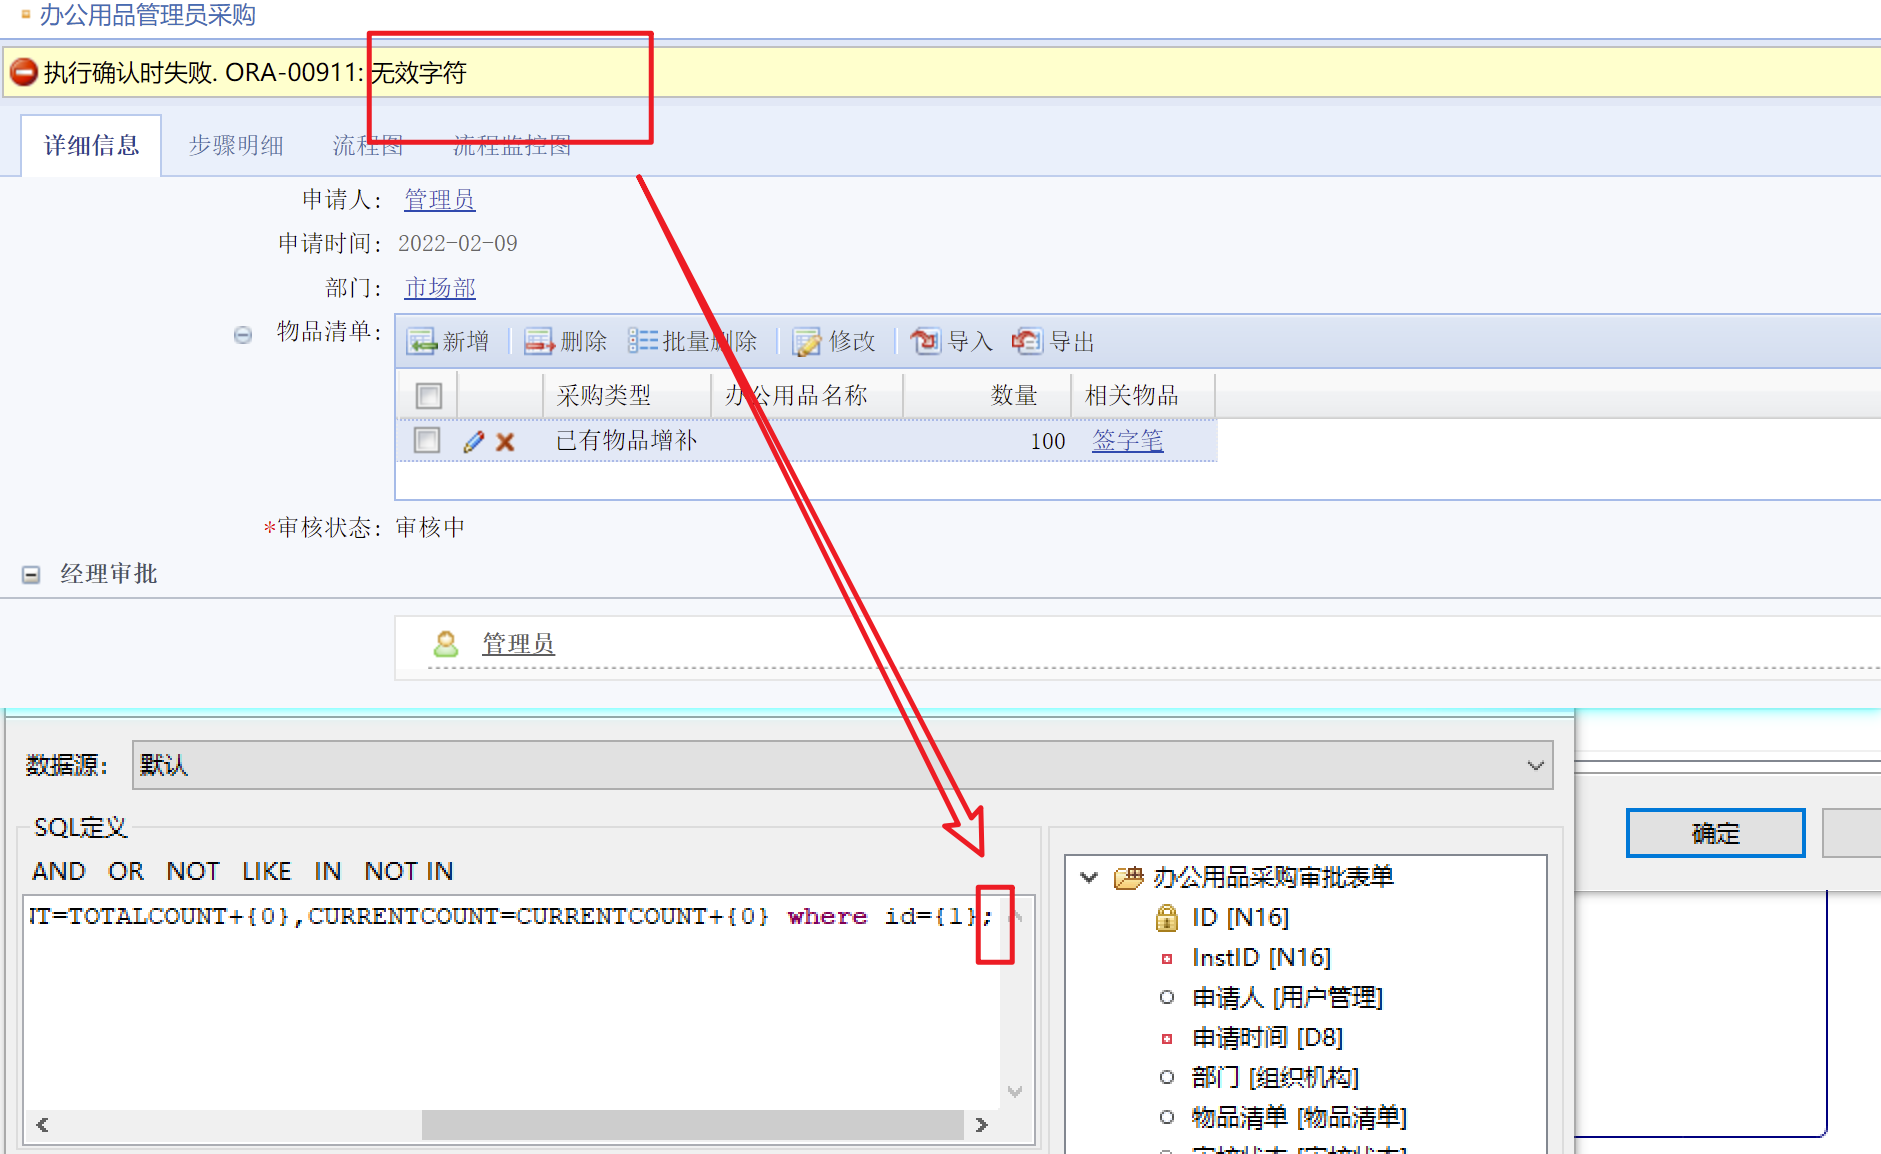 办公用品管理员采购
执行确认时失败. ORA-00911: 无效字符
详细信息 步骤明细 流程图 流程监控图
申请人: 管理员
申请时间: 2022-02-09
部门: 市场部
物品清单: 新增 删除 批量删除 修改 导入 导出
采购类型 办公用品名称 数量 相关物品
已有物品增补 100 签字笔
*审核状态: 审核中
经理审批
管理员
数据源: 默认
确定
SQL定义
AND OR NOT LIKE IN NOT IN
IT=TOTALCOUNT+{0},CURRENTCOUNT=CURRENTCOUNT+{0} where id={1};
办公用品采购审批表单
ID [N16]
InstID [N16]
申请人 [用户管理]
申请时间 [D8]
部门 [组织机构]
物品清单 [物品清单]